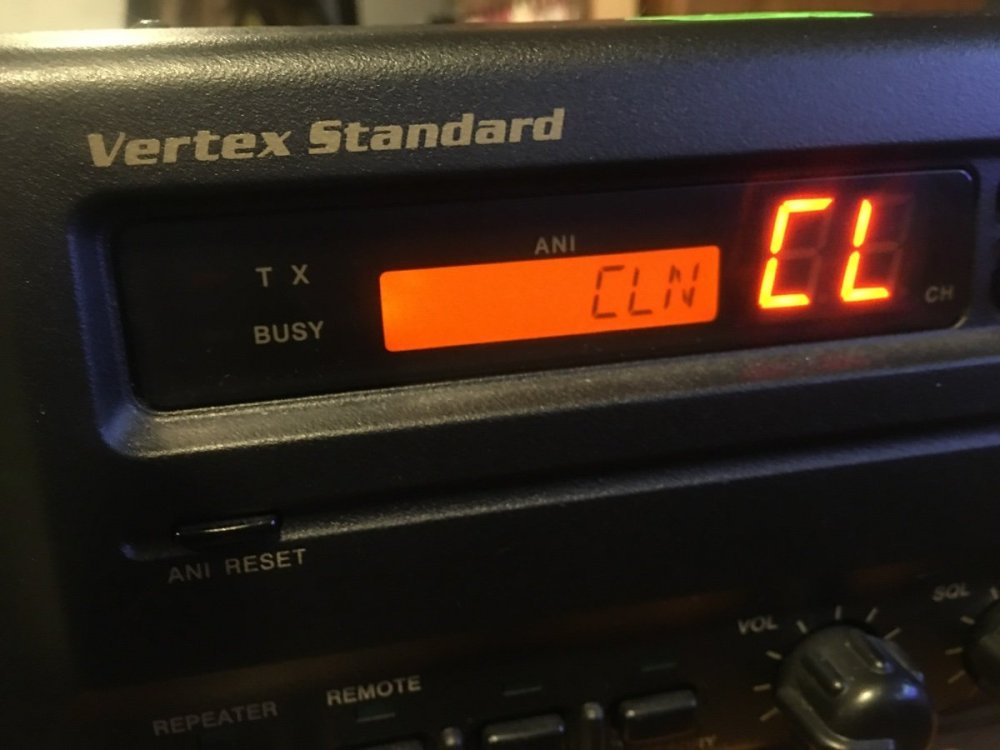 Vertex Standard
ANI
T X
CLN
CL
CH
BUSY
ANI RESET
VOL
SQL
REMOTE
REPEATER